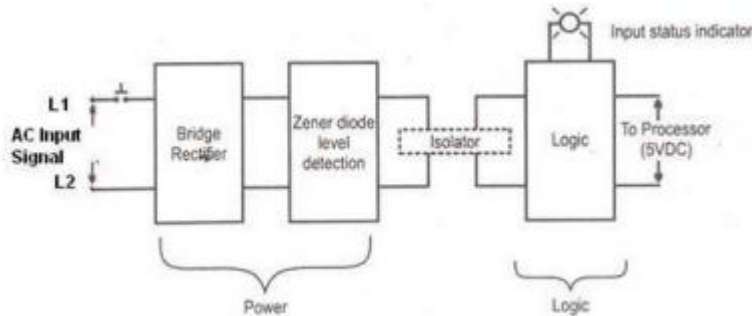 Input status indicator
L1
AC Input
Signal
L2
Bridge
Rectifier
Zener diode
level
detection
Isolator
Logic
To Processor
(5VDC)
Power
Logic